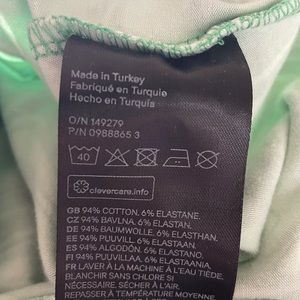 Made in Turkey
Fabriqué en Turquie
Hecho en Turquía
O/N 149279
P/N 0988865 3
40
clevercare.info
GB 94% COTTON. 6% ELASTANE.
CZ 94% BAVLNA. 6% ELASTAN.
DE 94% BAUMWOLLE. 6% ELASTHAN.
EE 94% PUUVILL. 6% ELASTAAN.
ES 94% ALGODÓN. 6% ELASTANO.
FI 94% PUUVILLAA. 6% ELASTAANIA.
FR LAVER À LA MACHINE À L'EAU TIÈDE,
BLANCHIMENT SANS CHLORE SI
NÉCESSAIRE, SÉCHER À L'AIR,
REPASSER À TEMPÉRATURE MOYENNE